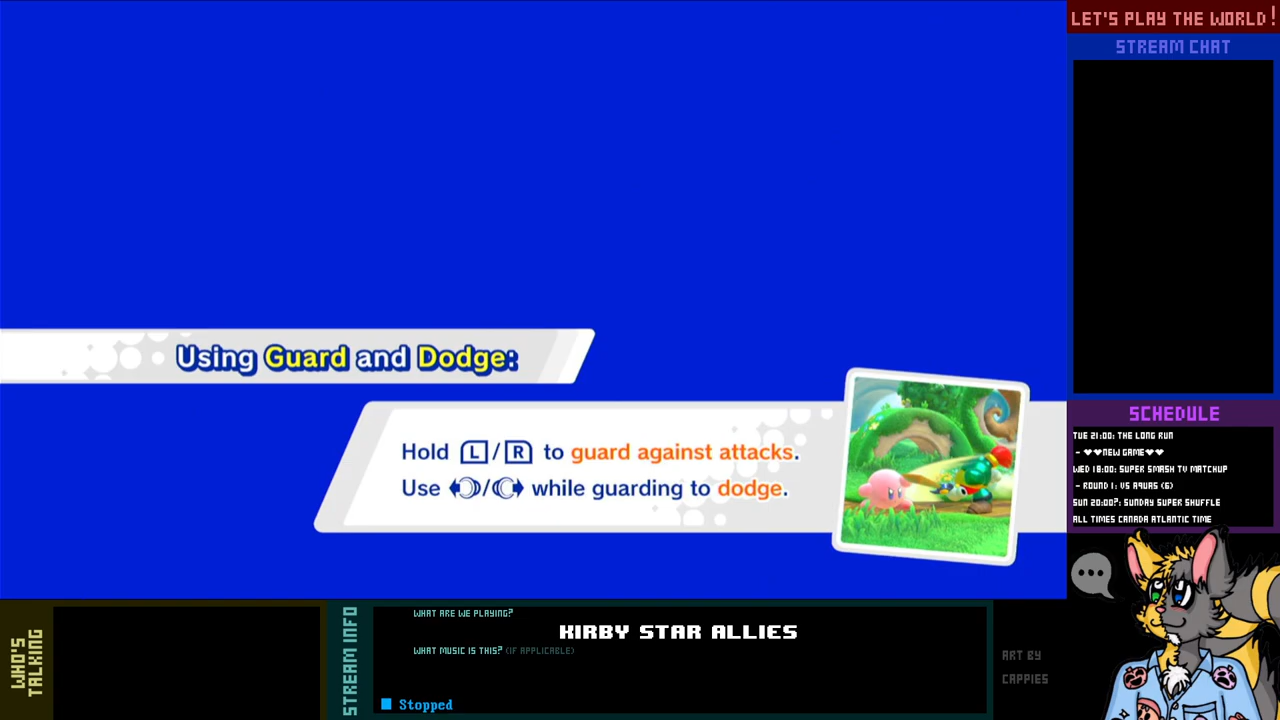 LET'S PLAY THE WORLD!
STREAM CHAT
Using Guard and Dodge:
Hold L/R to guard against attacks.
Use L/L while guarding to dodge.
SCHEDULE
TUE 21:00: THE LONG RUN
- ♥♥NEW GAME♥♥
WED 18:00: SUPER SMASH TV MATCHUP
- ROUND 1: VS AQUAS (6)
SUN 20:00?: SUNDAY SUPER SHUFFLE
ALL TIMES CANADA ATLANTIC TIME
WHO'S TALKING
STREAM INFO
WHAT ARE WE PLAYING?
KIRBY STAR ALLIES
WHAT MUSIC IS THIS? (IF APPLICABLE)
Stopped
ART BY
CAPPIES